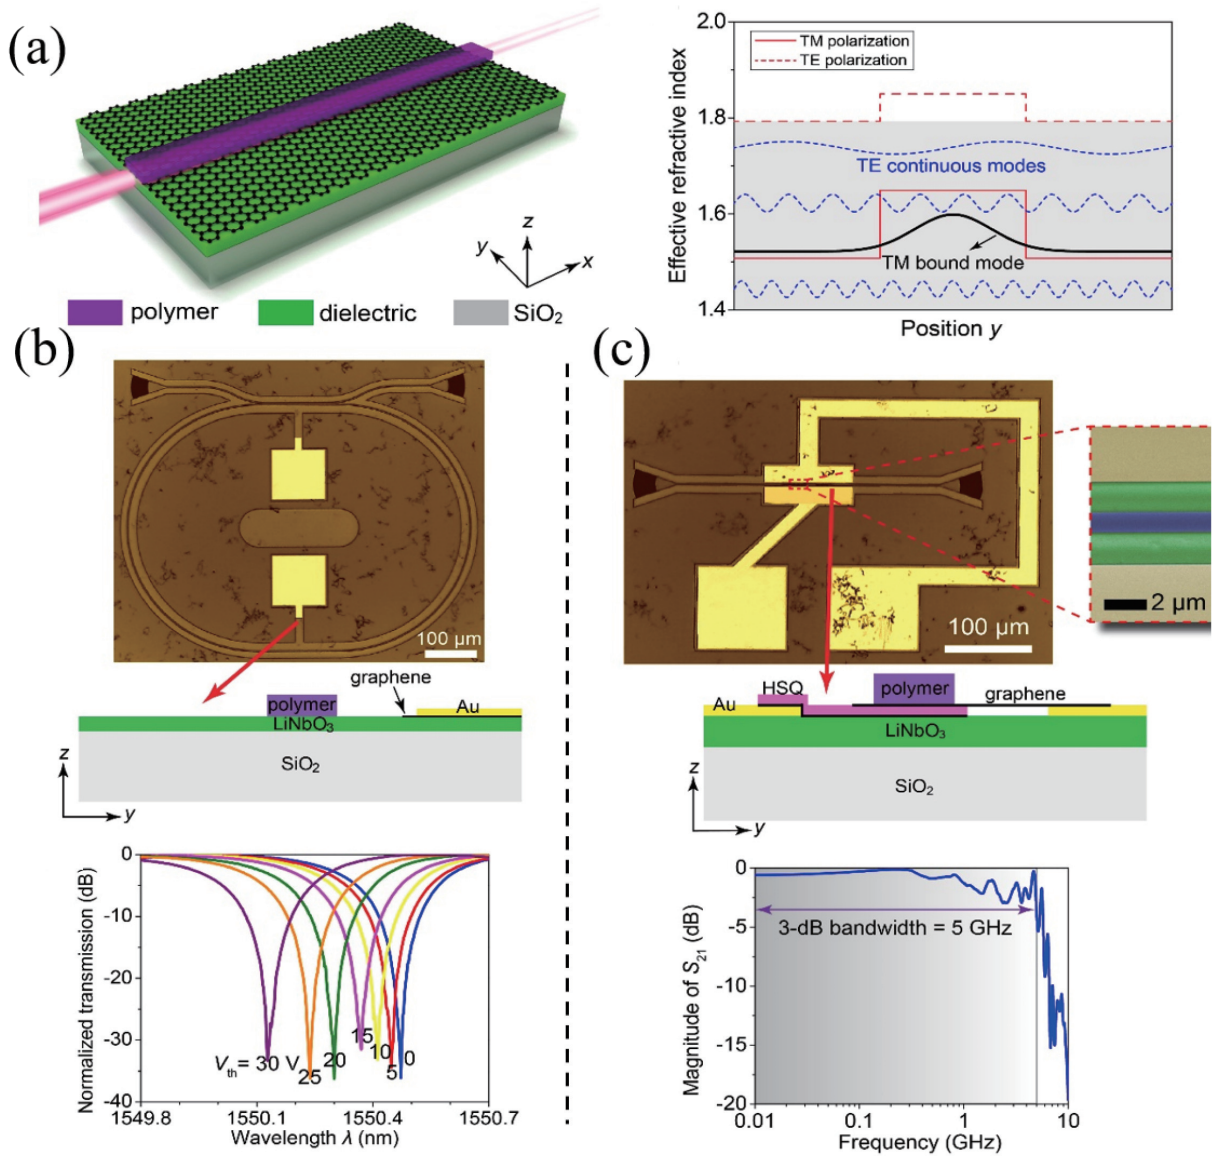 (a)
z
y
x
polymer
dielectric
SiO2
Effective refractive index
2.0
1.8
1.6
1.4
TM polarization
TE polarization
TE continuous modes
TM bound mode
Position y
(b)
100 μm
graphene
polymer
Au
LiNbO3
SiO2
z
y
Normalized transmission (dB)
0
-10
-20
-30
-40
Vth= 30 V
25
20
15
10
5
0
1549.8
1550.1
1550.4
1550.7
Wavelength λ (nm)
(c)
100 μm
2 μm
HSQ
polymer
graphene
Au
LiNbO3
SiO2
z
y
Magnitude of S21 (dB)
0
-5
-10
-15
-20
3-dB bandwidth = 5 GHz
0.01
0.1
1
10
Frequency (GHz)